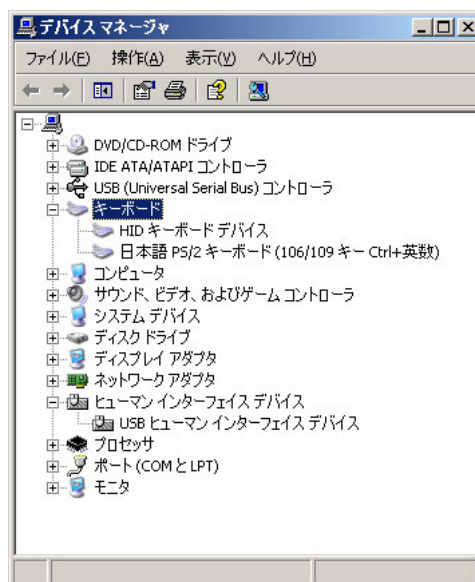 デバイス マネージャ
ファイル(F) 操作(A) 表示(V) ヘルプ(H)
DVD/CD-ROM ドライブ
IDE ATA/ATAPI コントローラ
USB (Universal Serial Bus) コントローラ
キーボード
HID キーボード デバイス
日本語 PS/2 キーボード (106/109 キー Ctrl+英数)
コンピュータ
サウンド、ビデオ、およびゲーム コントローラ
システム デバイス
ディスク ドライブ
ディスプレイ アダプタ
ネットワーク アダプタ
ヒューマン インターフェイス デバイス
USB ヒューマン インターフェイス デバイス
プロセッサ
ポート (COM と LPT)
モニタ